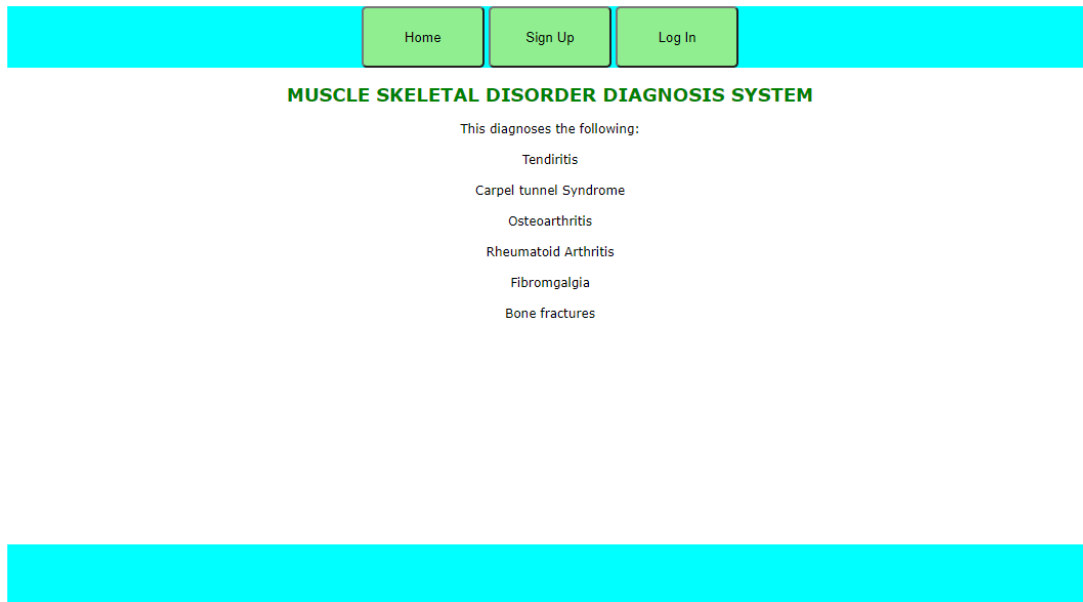 Home Sign Up Log In
MUSCLE SKELETAL DISORDER DIAGNOSIS SYSTEM
This diagnoses the following:
Tendiritis
Carpel tunnel Syndrome
Osteoarthritis
Rheumatoid Arthritis
Fibromgalgia
Bone fractures